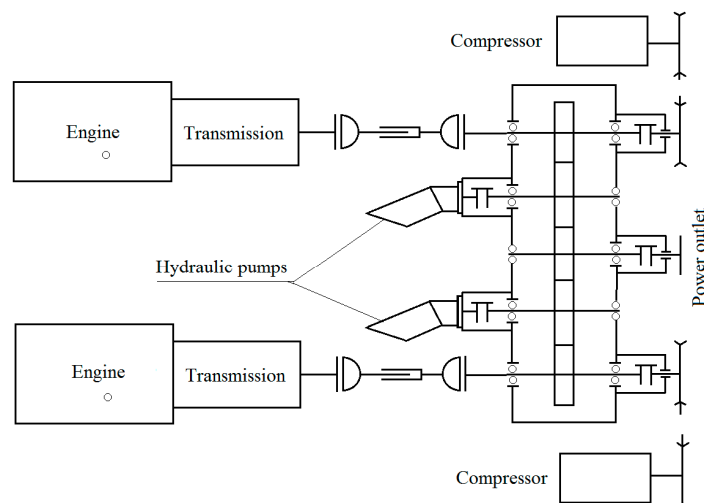 Compressor
Engine
Transmission
Hydraulic pumps
Power outlet
Engine
Transmission
Compressor